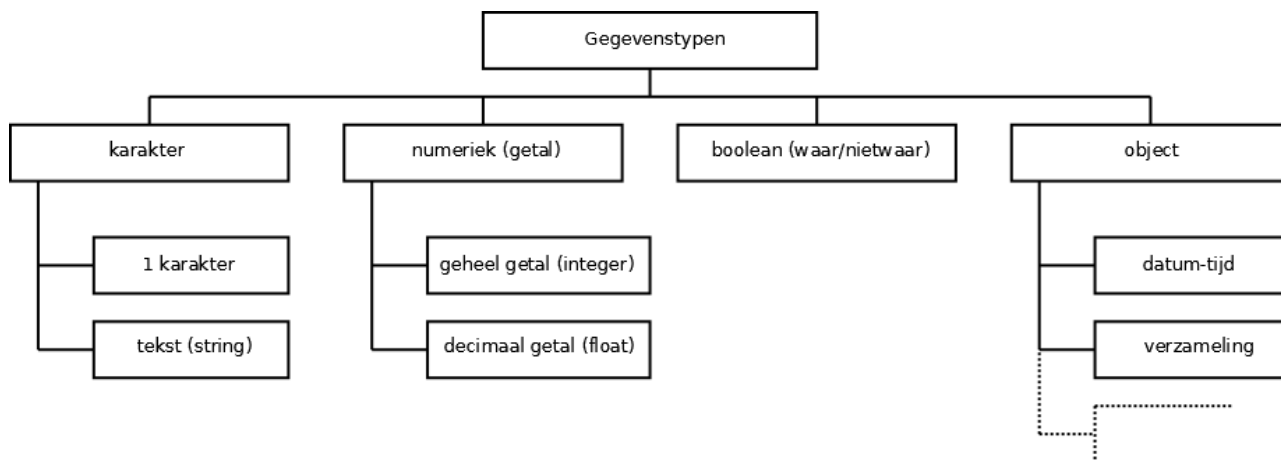 Gegevenstypen
karakter
numeriek (getal)
boolean (waar/nietwaar)
object
1 karakter
geheel getal (integer)
datum-tijd
tekst (string)
decimaal getal (float)
verzameling